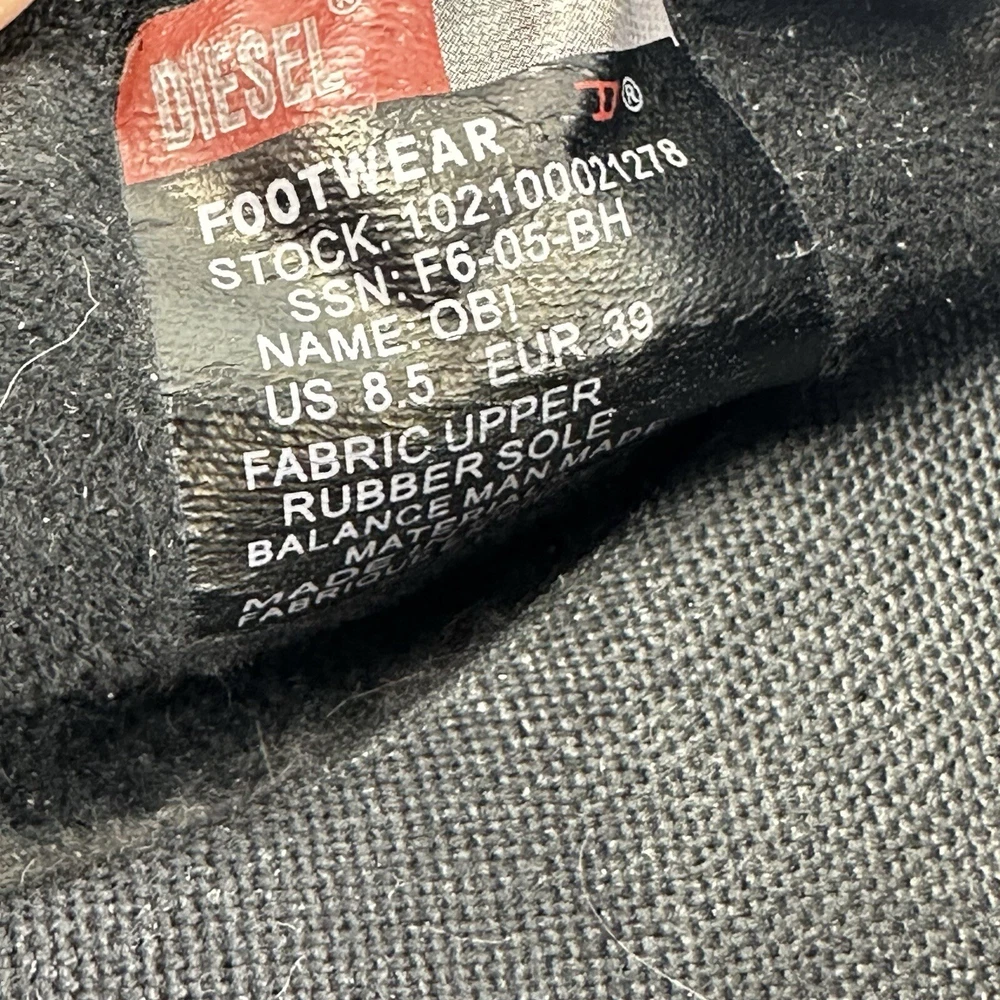 DIESEL®
D®
FOOTWEAR
STOCK: 102100021278
SSN: F6-05-BH
NAME: OBI
US 8.5 EUR 39
FABRIC UPPER
RUBBER SOLE
BALANCE MAN MADE
MADE